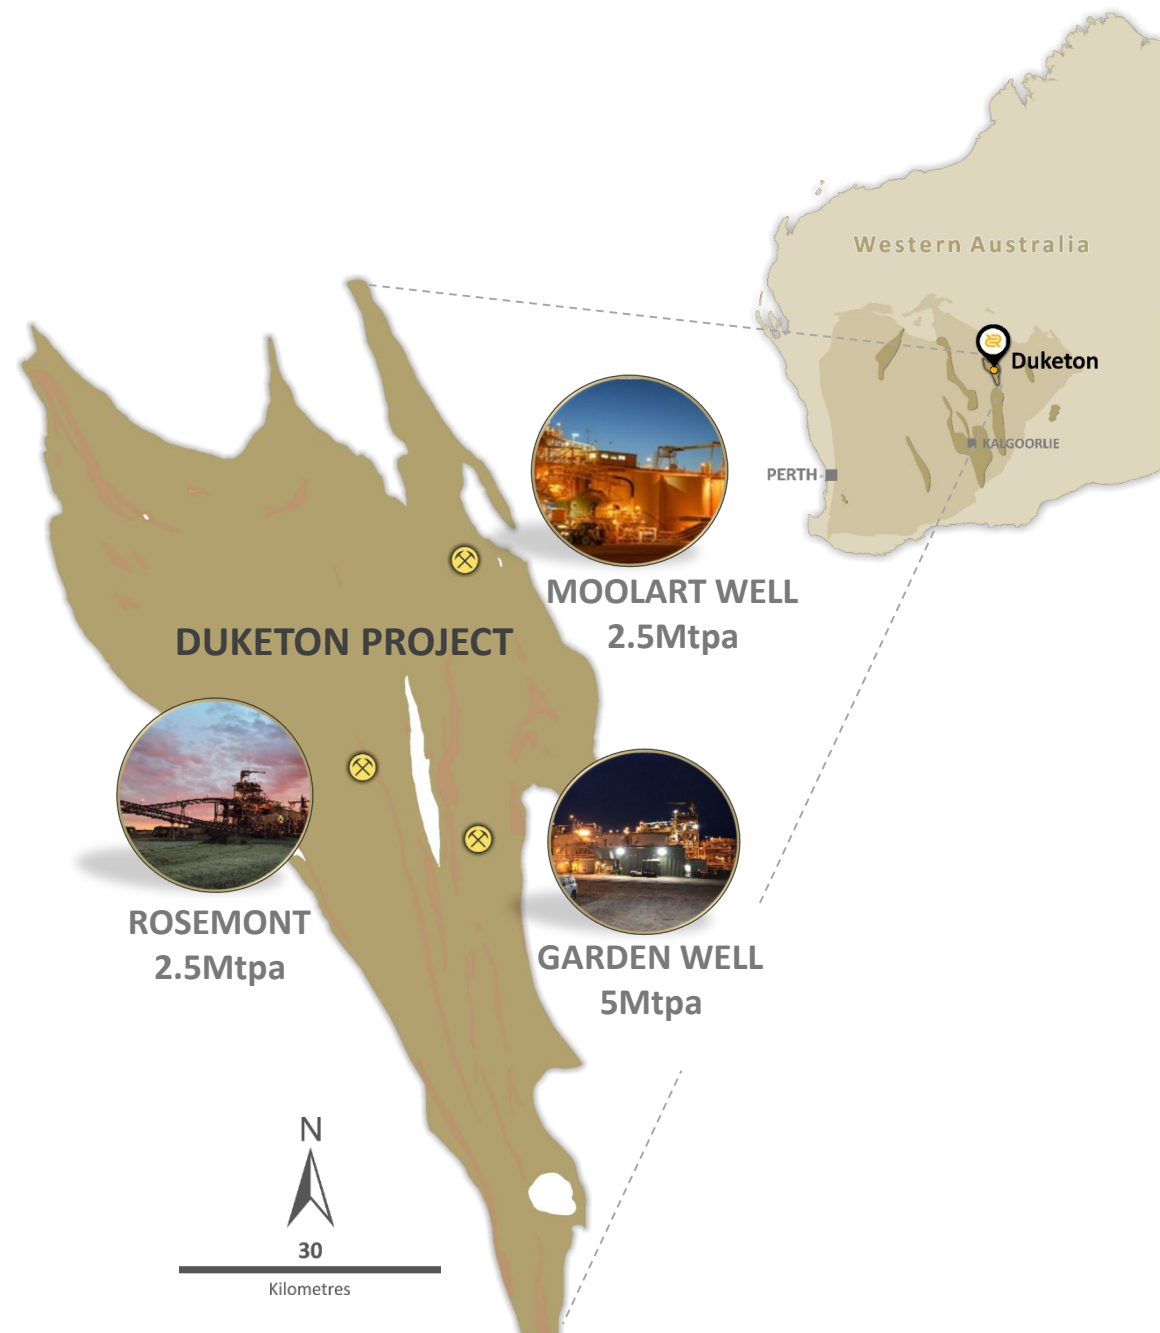 Western Australia
Duketon
KALGOORLIE
PERTH
MOOLART WELL
2.5Mtpa
DUKETON PROJECT
ROSEMONT
2.5Mtpa
GARDEN WELL
5Mtpa
N
30
Kilometres